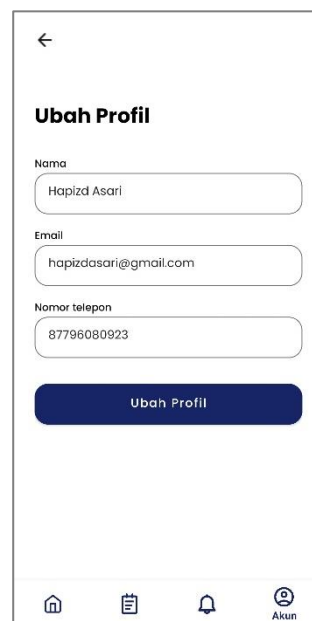 Ubah Profil
Nama
Hapizd Asari
Email
hapizdasari@gmail.com
Nomor telepon
87796080923
Ubah Profil
Akun